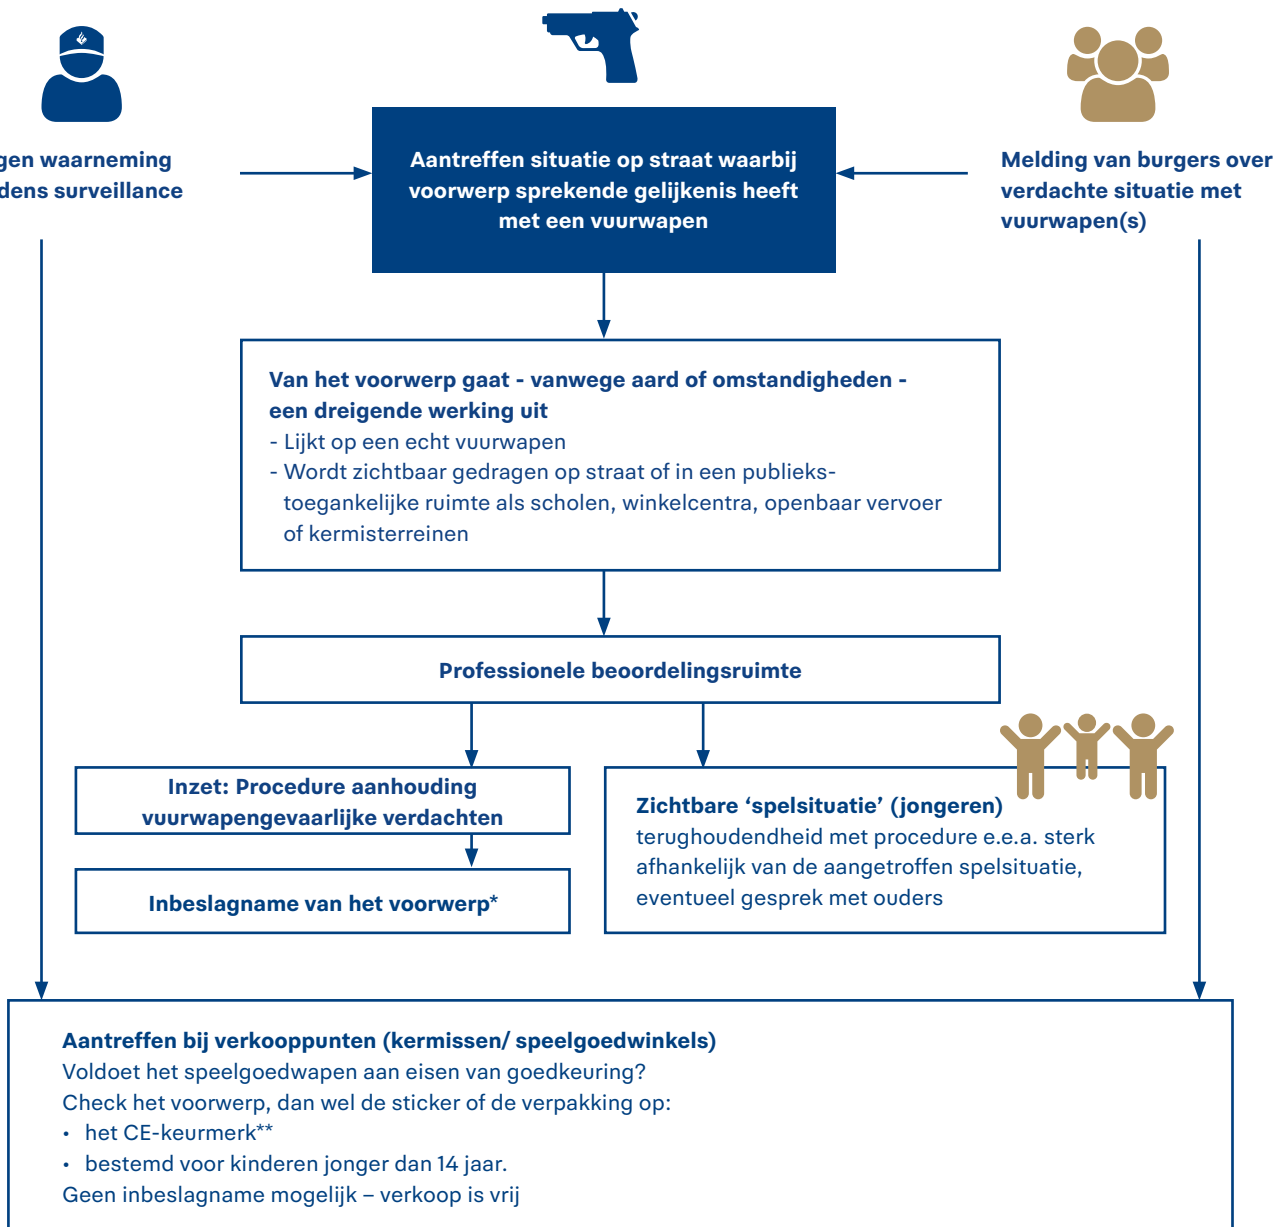 gen waarneming
dens surveillance
Aantreffen situatie op straat waarbij
voorwerp sprekende gelijkenis heeft
met een vuurwapen
Melding van burgers over
verdachte situatie met
vuurwapen(s)
Van het voorwerp gaat - vanwege aard of omstandigheden -
een dreigende werking uit
- Lijkt op een echt vuurwapen
- Wordt zichtbaar gedragen op straat of in een publieks-
toegankelijke ruimte als scholen, winkelcentra, openbaar vervoer
of kermisterreinen
Professionele beoordelingsruimte
Inzet: Procedure aanhouding
vuurwapengevaarlijke verdachten
Inbeslagname van het voorwerp*
Zichtbare ‘spelsituatie’ (jongeren)
terughoudendheid met procedure e.e.a. sterk
afhankelijk van de aangetroffen spelsituatie,
eventueel gesprek met ouders
Aantreffen bij verkooppunten (kermissen/ speelgoedwinkels)
Voldoet het speelgoedwapen aan eisen van goedkeuring?
Check het voorwerp, dan wel de sticker of de verpakking op:
• het CE-keurmerk**
• bestemd voor kinderen jonger dan 14 jaar.
Geen inbeslagname mogelijk – verkoop is vrij